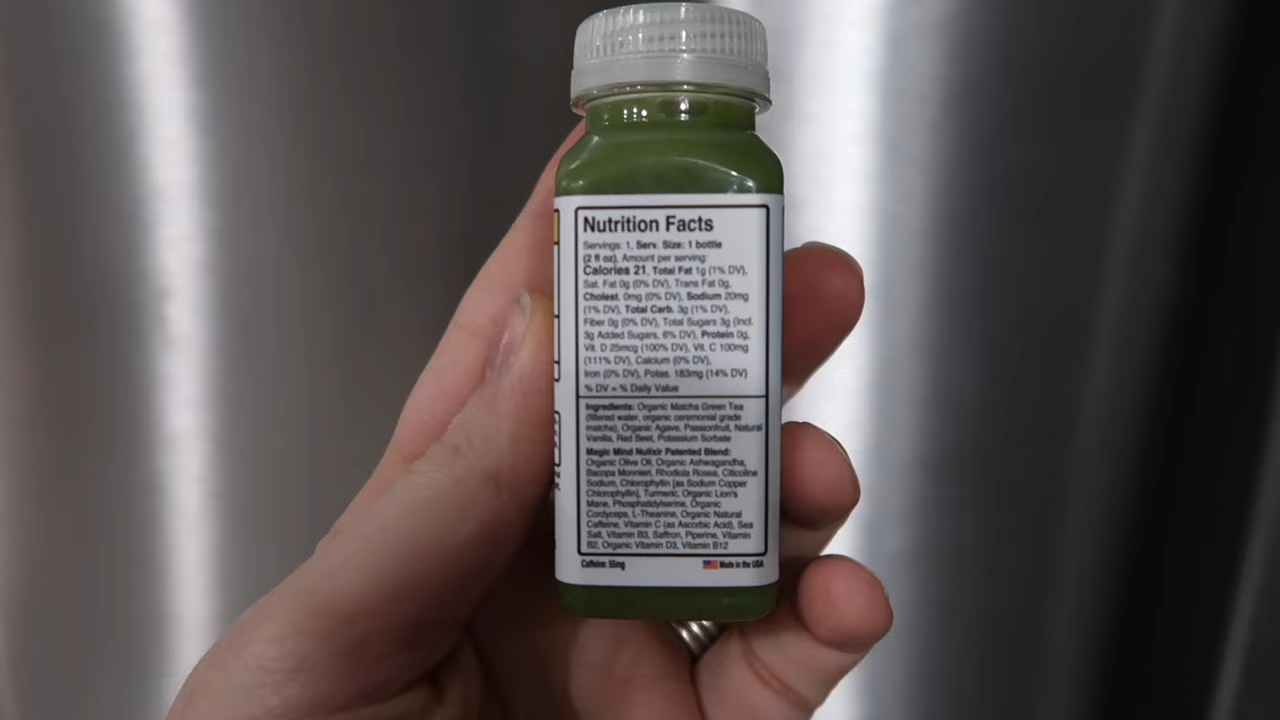 Nutrition Facts
Servings: 1, Serv. Size: 1 bottle
(2 fl oz), Amount per serving:
Calories 21, Total Fat 1g (1% DV),
Sat. Fat 0g (0% DV), Trans Fat 0g,
Cholest. 0mg (0% DV), Sodium 20mg
(1% DV), Total Carb. 3g (1% DV),
Fiber 0g (0% DV), Total Sugars 3g (Incl.
3g Added Sugars, 6% DV), Protein 0g,
Vit. D 25mcg (100% DV), Vit. C 100mg
(111% DV), Calcium (0% DV),
Iron (0% DV), Potas. 183mg (14% DV)
% DV = % Daily Value
Ingredients: Organic Matcha Green Tea
(filtered water, organic ceremonial grade
matcha), Organic Agave, Passionfruit, Natural
Vanilla, Red Beet, Potassium Sorbate
Magic Mind Nulixir Patented Blend:
Organic Olive Oil, Organic Ashwagandha,
Bacopa Monnieri, Rhodiola Rosea, Citicoline
Sodium, Chlorophyllin [as Sodium Copper
Chlorophyllin], Turmeric, Organic Lion's
Mane, Phosphatidylserine, Organic
Cordyceps, L-Theanine, Organic Natural
Caffeine, Vitamin C (as Ascorbic Acid), Sea
Salt, Vitamin B3, Saffron, Piperine, Vitamin
B2, Organic Vitamin D3, Vitamin B12
Caffeine: 55mg Made in the USA